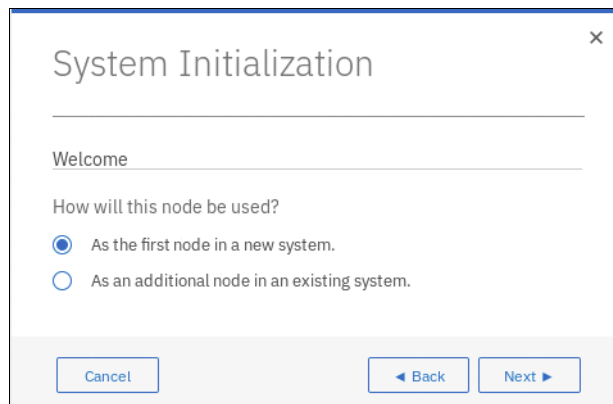 System Initialization
Welcome
How will this node be used?
As the first node in a new system.
As an additional node in an existing system.
Cancel
◄ Back
Next ►